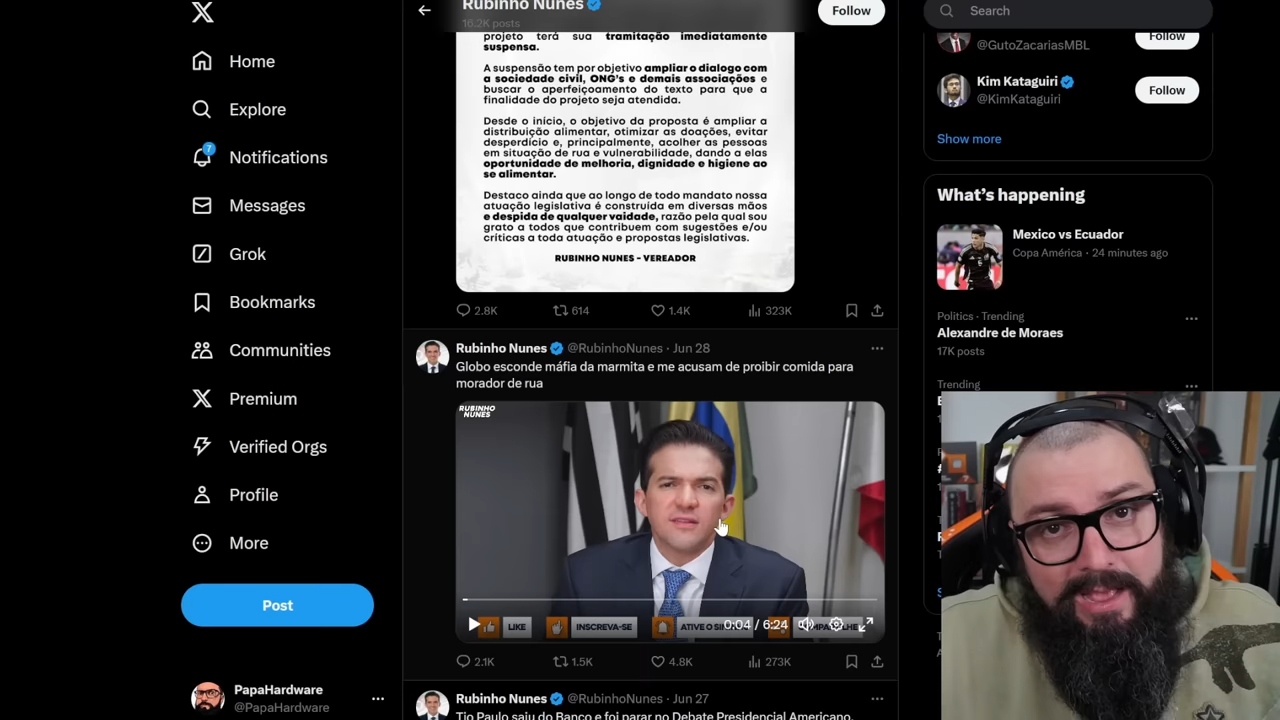 Home
Explore
7
Notifications
Messages
Grok
Bookmarks
Communities
Premium
Verified Orgs
Profile
More
Post
PapaHardware
@PapaHardware
Rubinho Nunes
16.2K posts
Follow
projeto terá sua tramitação imediatamente
suspensa.
A suspensão tem por objetivo ampliar o dialogo com
a sociedade civil, ONG's e demais associações e
buscar o aperfeiçoamento do texto para que a
finalidade do projeto seja atendida.
Desde o início, o objetivo da proposta é ampliar a
distribuição alimentar, otimizar as doações, evitar
desperdício e, principalmente, acolher as pessoas
em situação de rua e vulnerabilidade, dando a elas
oportunidade de melhoria, dignidade e higiene ao
se alimentar.
Destaco ainda que ao longo de todo mandato nossa
atuação legislativa é construída em diversas mãos
e despida de qualquer vaidade, razão pela qual sou
grato a todos que contribuem com sugestões e/ou
críticas a toda atuação e propostas legislativas.
RUBINHO NUNES - VEREADOR
2.8K 614 1.4K 323K
Rubinho Nunes @RubinhoNunes · Jun 28
Globo esconde máfia da marmita e me acusam de proibir comida para
morador de rua
RUBINHO
NUNES
LIKE INSCREVA-SE ATIVE O 0:04 / 6:24
2.1K 1.5K 4.8K 273K
Rubinho Nunes @RubinhoNunes · Jun 27
Tio Paulo saiu do Banco e foi parar no Debate Presidencial Americano.
Search
@GutoZacariasMBL
Follow
Kim Kataguiri
@KimKataguiri
Follow
Show more
What's happening
Mexico vs Ecuador
Copa América · 24 minutes ago
Politics · Trending
Alexandre de Moraes
17K posts
Trending